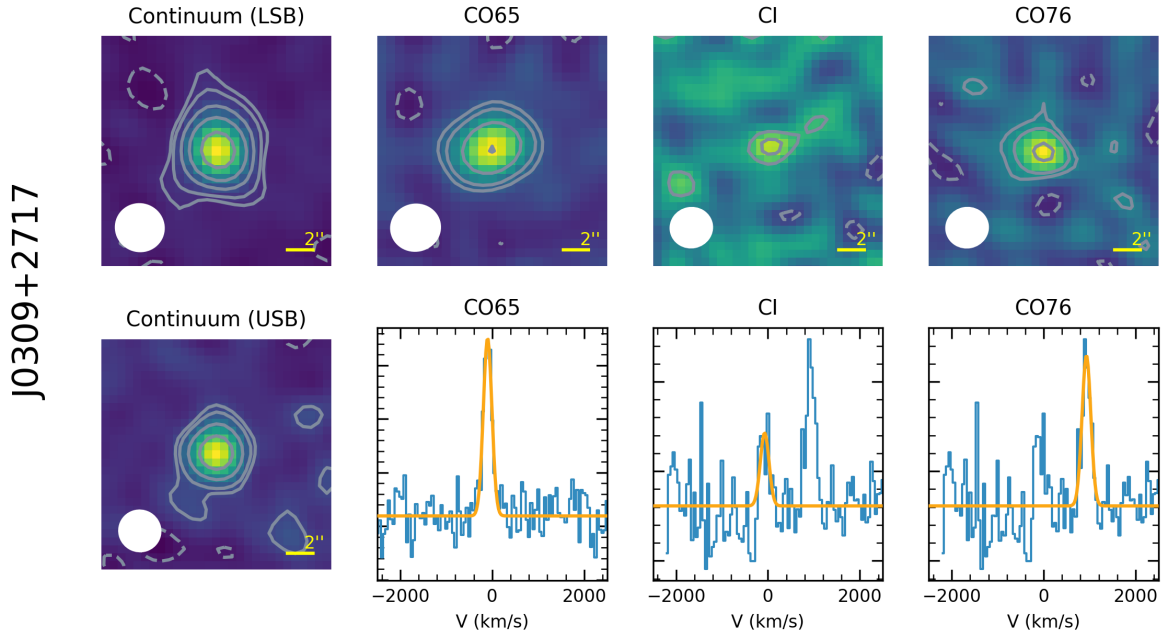 J0309+2717
Continuum (LSB)
CO65
CI
CO76
2''
2''
2''
2''
Continuum (USB)
CO65
CI
CO76
2''
−2000 0 2000
−2000 0 2000
−2000 0 2000
V (km/s)
V (km/s)
V (km/s)